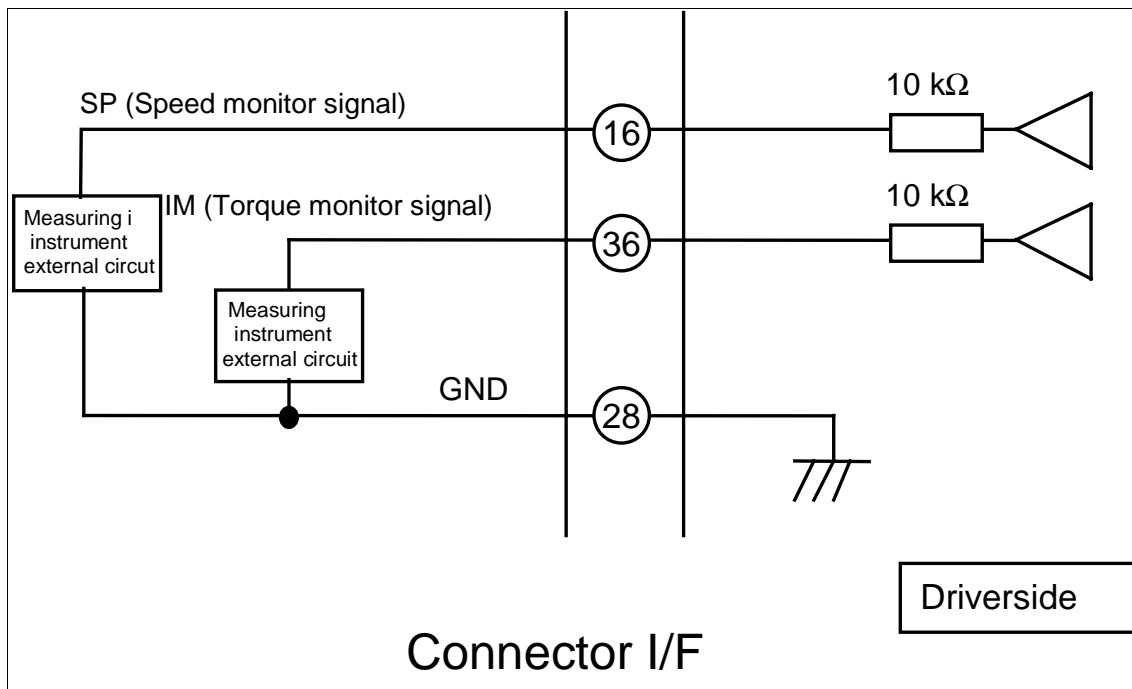 10 kΩ
SP (Speed monitor signal)
16
10 kΩ
Measuring i
instrument
external circut
IM (Torque monitor signal)
36
Measuring
instrument
external circuit
GND
28
Driverside
Connector I/F